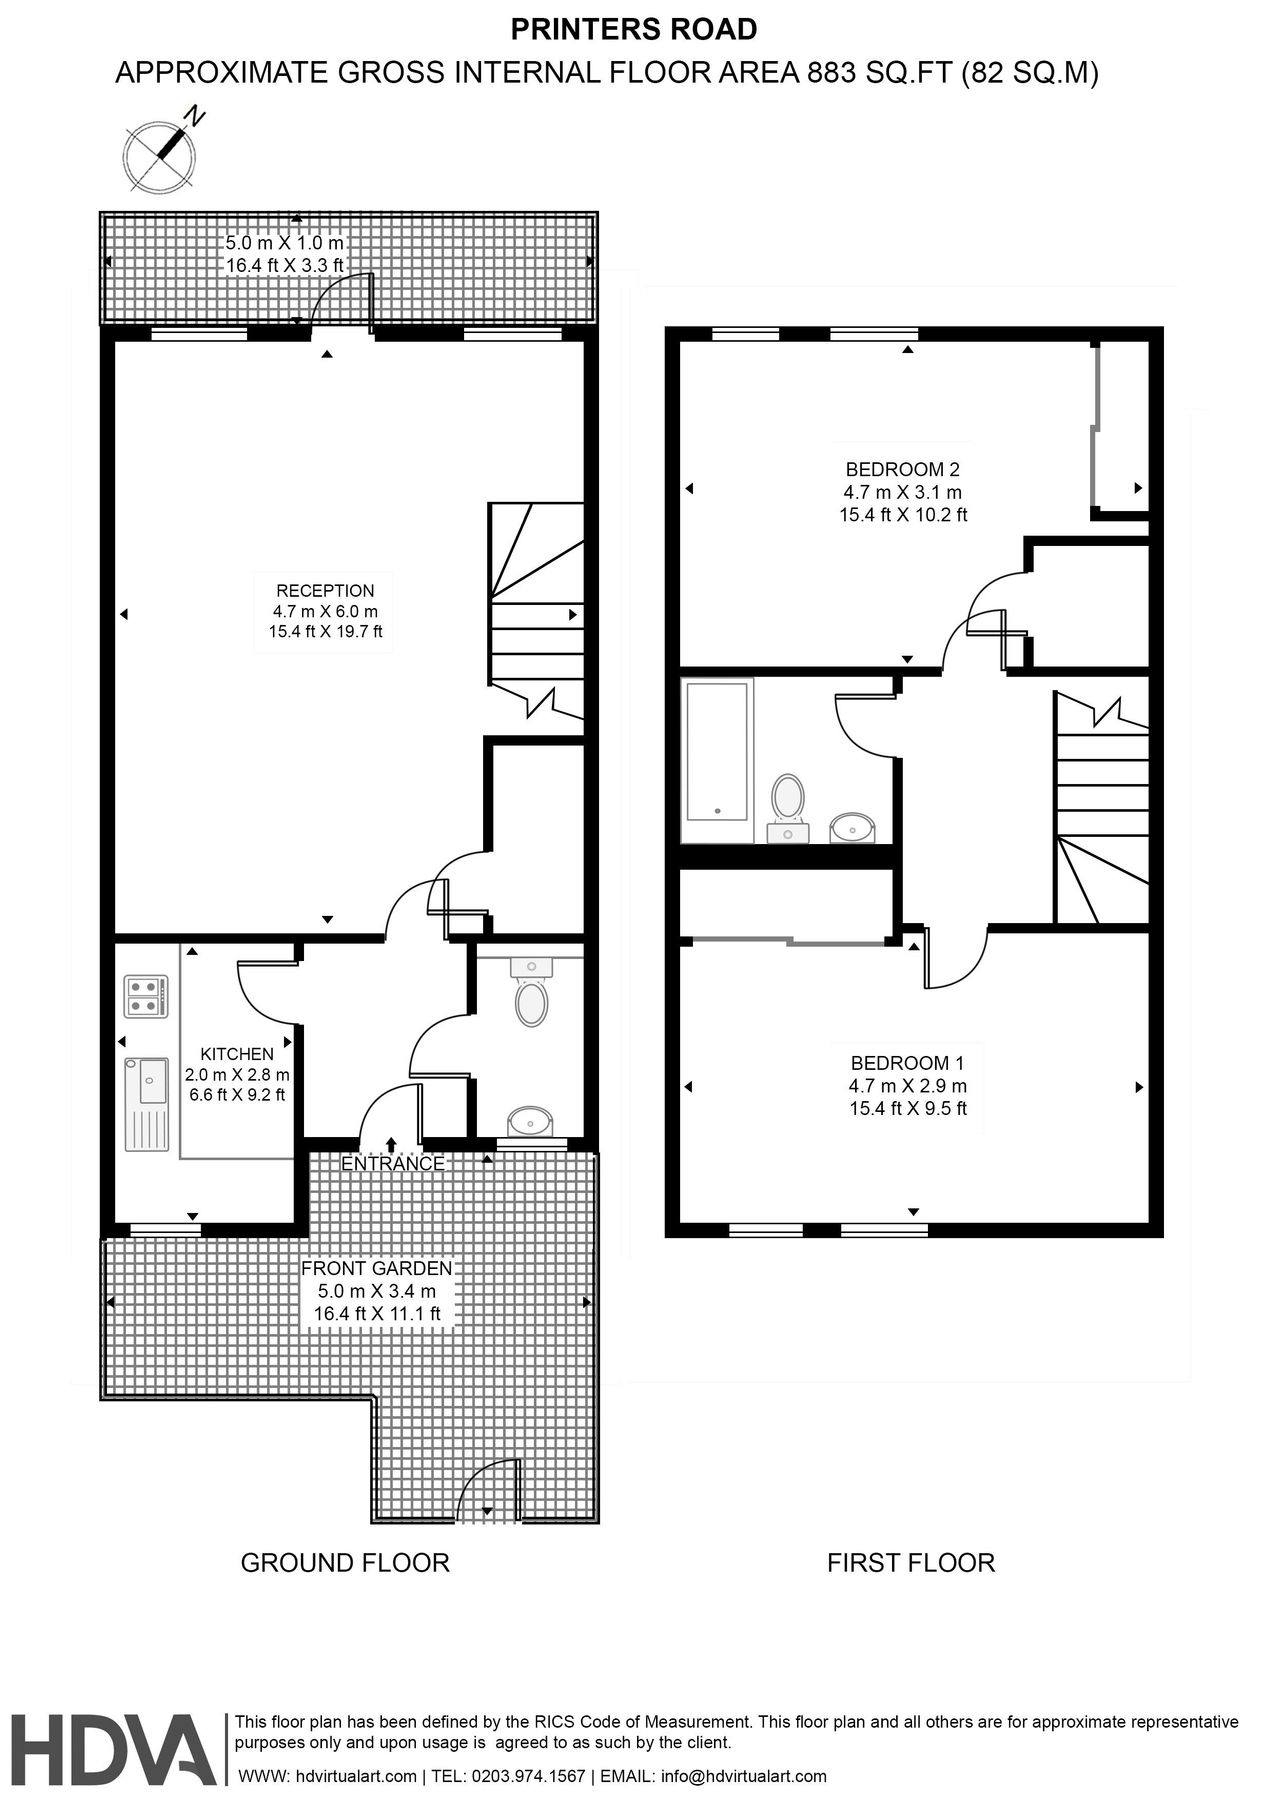 PRINTERS ROAD
APPROXIMATE GROSS INTERNAL FLOOR AREA 883 SQ.FT (82 SQ.M)
N
5.0 m X 1.0 m
16.4 ft X 3.3 ft
RECEPTION
4.7 m X 6.0 m
15.4 ft X 19.7 ft
BEDROOM 2
4.7 m X 3.1 m
15.4 ft X 10.2 ft
KITCHEN
2.0 m X 2.8 m
6.6 ft X 9.2 ft
BEDROOM 1
4.7 m X 2.9 m
15.4 ft X 9.5 ft
ENTRANCE
FRONT GARDEN
5.0 m X 3.4 m
16.4 ft X 11.1 ft
GROUND FLOOR
FIRST FLOOR
HDVA
This floor plan has been defined by the RICS Code of Measurement. This floor plan and all others are for approximate representative
purposes only and upon usage is agreed to as such by the client.
WWW: hdvirtualart.com | TEL: 0203.974.1567 | EMAIL: info@hdvirtualart.com